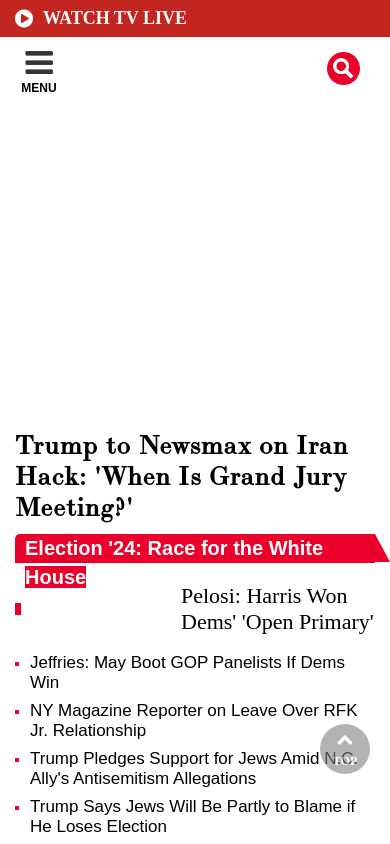 WATCH TV LIVE
MENU
Trump to Newsmax on Iran
Hack: 'When Is Grand Jury
Meeting?'
Election '24: Race for the White
House
Pelosi: Harris Won
Dems' 'Open Primary'
Jeffries: May Boot GOP Panelists If Dems
Win
NY Magazine Reporter on Leave Over RFK
Jr. Relationship
Trump Pledges Support for Jews Amid N.C.
Ally's Antisemitism Allegations
TOP
Trump Says Jews Will Be Partly to Blame if
He Loses Election